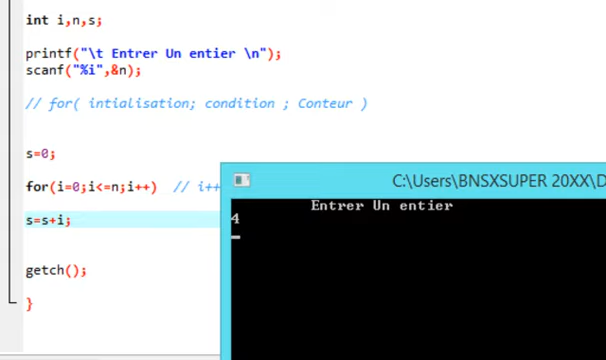 int i,n,s;
printf("\t Entrer Un entier \n");
scanf("%i",&n);
// for( intialisation; condition ; Conteur )
s=0;
for(i=0;i<=n;i++) // i++
s=s+i;
getch();
}
C:\Users\BNSXSUPER 20XX\D
Entrer Un entier
4